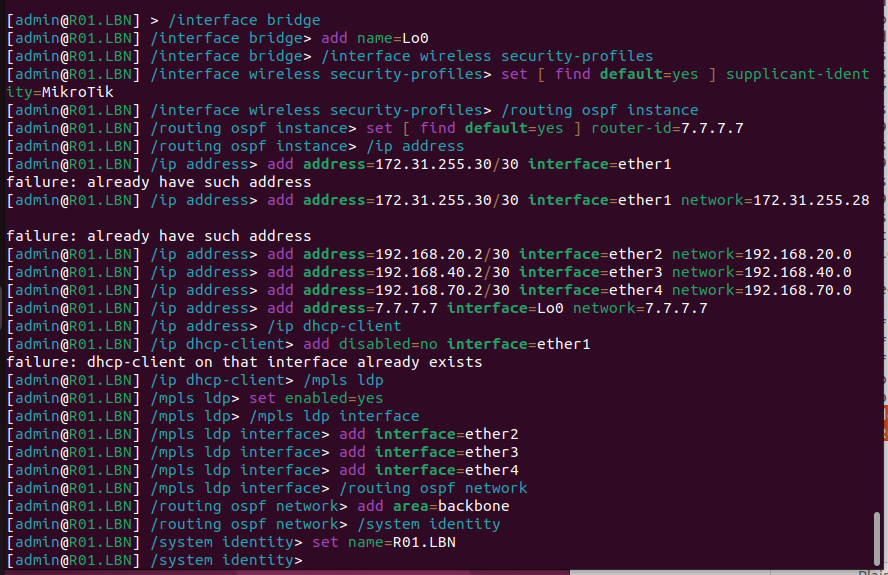 [admin@R01.LBN] > /interface bridge
[admin@R01.LBN] /interface bridge> add name=Lo0
[admin@R01.LBN] /interface bridge> /interface wireless security-profiles
[admin@R01.LBN] /interface wireless security-profiles> set [ find default=yes ] supplicant-ident
ity=MikroTik
[admin@R01.LBN] /interface wireless security-profiles> /routing ospf instance
[admin@R01.LBN] /routing ospf instance> set [ find default=yes ] router-id=7.7.7.7
[admin@R01.LBN] /routing ospf instance> /ip address
[admin@R01.LBN] /ip address> add address=172.31.255.30/30 interface=ether1
failure: already have such address
[admin@R01.LBN] /ip address> add address=172.31.255.30/30 interface=ether1 network=172.31.255.28
failure: already have such address
[admin@R01.LBN] /ip address> add address=192.168.20.2/30 interface=ether2 network=192.168.20.0
[admin@R01.LBN] /ip address> add address=192.168.40.2/30 interface=ether3 network=192.168.40.0
[admin@R01.LBN] /ip address> add address=192.168.70.2/30 interface=ether4 network=192.168.70.0
[admin@R01.LBN] /ip address> add address=7.7.7.7 interface=Lo0 network=7.7.7.7
[admin@R01.LBN] /ip address> /ip dhcp-client
[admin@R01.LBN] /ip dhcp-client> add disabled=no interface=ether1
failure: dhcp-client on that interface already exists
[admin@R01.LBN] /ip dhcp-client> /mpls ldp
[admin@R01.LBN] /mpls ldp> set enabled=yes
[admin@R01.LBN] /mpls ldp> /mpls ldp interface
[admin@R01.LBN] /mpls ldp interface> add interface=ether2
[admin@R01.LBN] /mpls ldp interface> add interface=ether3
[admin@R01.LBN] /mpls ldp interface> add interface=ether4
[admin@R01.LBN] /mpls ldp interface> /routing ospf network
[admin@R01.LBN] /routing ospf network> add area=backbone
[admin@R01.LBN] /routing ospf network> /system identity
[admin@R01.LBN] /system identity> set name=R01.LBN
[admin@R01.LBN] /system identity>